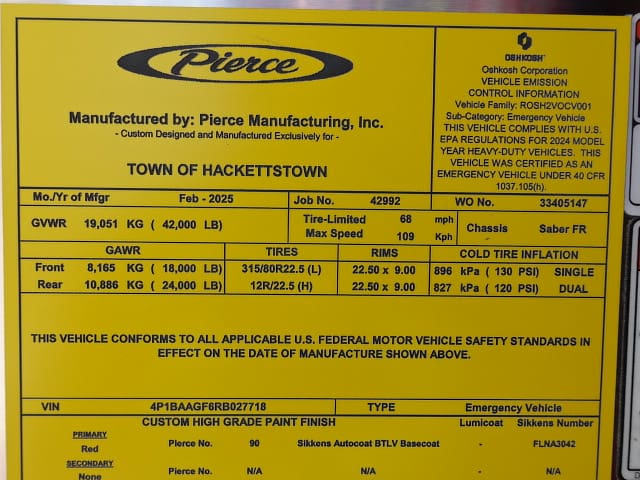 Pierce
Manufactured by: Pierce Manufacturing, Inc.
- Custom Designed and Manufactured Exclusively for -
TOWN OF HACKETTSTOWN
OSHKOSH
Oshkosh Corporation
VEHICLE EMISSION
CONTROL INFORMATION
Vehicle Family: ROSH2VOCV001
Sub-Category: Emergency Vehicle
THIS VEHICLE COMPLIES WITH U.S.
EPA REGULATIONS FOR 2024 MODEL
YEAR HEAVY-DUTY VEHICLES. THIS
VEHICLE WAS CERTIFIED AS AN
EMERGENCY VEHICLE UNDER 40 CFR
1037.105(h).
Mo./Yr of Mfgr Feb - 2025 Job No. 42992 WO No. 33405147
GVWR 19,051 KG ( 42,000 LB) Tire-Limited 68 mph
Max Speed 109 Kph Chassis Saber FR
GAWR TIRES RIMS COLD TIRE INFLATION
Front 8,165 KG ( 18,000 LB) 315/80R22.5 (L) 22.50 x 9.00 896 kPa ( 130 PSI) SINGLE
Rear 10,886 KG ( 24,000 LB) 12R/22.5 (H) 22.50 x 9.00 827 kPa ( 120 PSI) DUAL
THIS VEHICLE CONFORMS TO ALL APPLICABLE U.S. FEDERAL MOTOR VEHICLE SAFETY STANDARDS IN
EFFECT ON THE DATE OF MANUFACTURE SHOWN ABOVE.
VIN 4P1BAAGF6RB027718 TYPE Emergency Vehicle
CUSTOM HIGH GRADE PAINT FINISH Lumicoat Sikkens Number
PRIMARY
Red Pierce No. 90 Sikkens Autocoat BTLV Basecoat - FLNA3042
SECONDARY
None Pierce No. N/A N/A - N/A